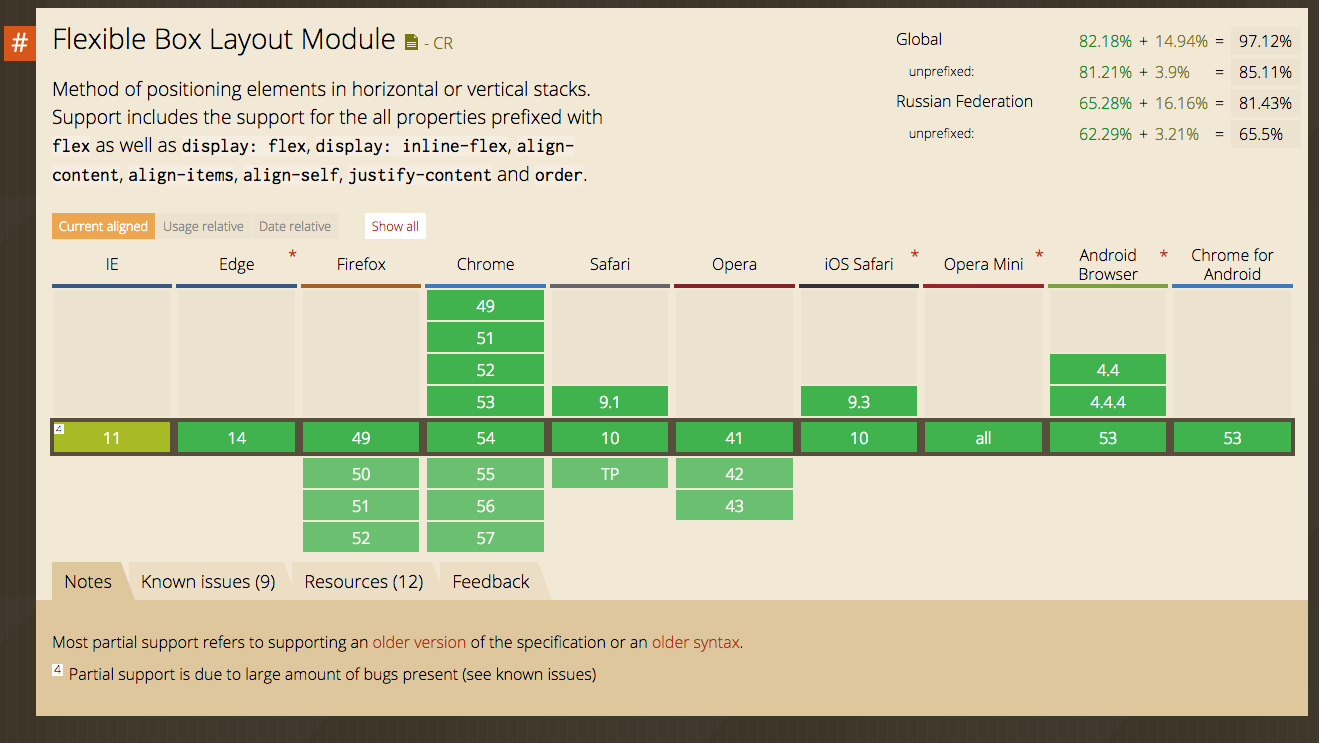 #
Flexible Box Layout Module - CR
Method of positioning elements in horizontal or vertical stacks.
Support includes the support for the all properties prefixed with
flex as well as display: flex, display: inline-flex, align-
content, align-items, align-self, justify-content and order.
Global 82.18% + 14.94% = 97.12%
unprefixed: 81.21% + 3.9% = 85.11%
Russian Federation 65.28% + 16.16% = 81.43%
unprefixed: 62.29% + 3.21% = 65.5%
Current aligned Usage relative Date relative Show all
IE Edge * Firefox Chrome Safari Opera iOS Safari * Opera Mini * Android Browser * Chrome for Android
49
51
52 4.4
53 9.1 9.3 4.4.4
4 11 14 49 54 10 41 10 all 53 53
50 55 TP 42
51 56 43
52 57
Notes Known issues (9) Resources (12) Feedback
Most partial support refers to supporting an older version of the specification or an older syntax.
4 Partial support is due to large amount of bugs present (see known issues)